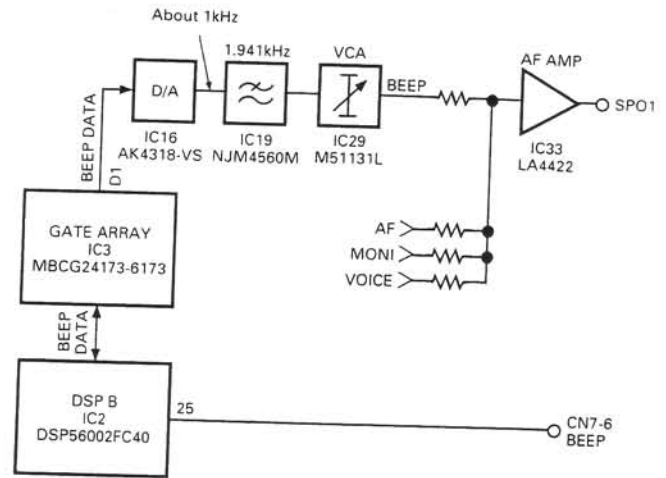 About 1kHz
1.941kHz
VCA
AF AMP
D/A
BEEP
SPO1
IC16
AK4318-VS
IC19
NJM4560M
IC29
M51131L
IC33
LA4422
BEEP DATA
D1
GATE ARRAY
IC3
MBCG24173-6173
AF
MONI
VOICE
BEEP
DATA
DSP B
IC2
DSP56002FC40
25
CN7-6
BEEP